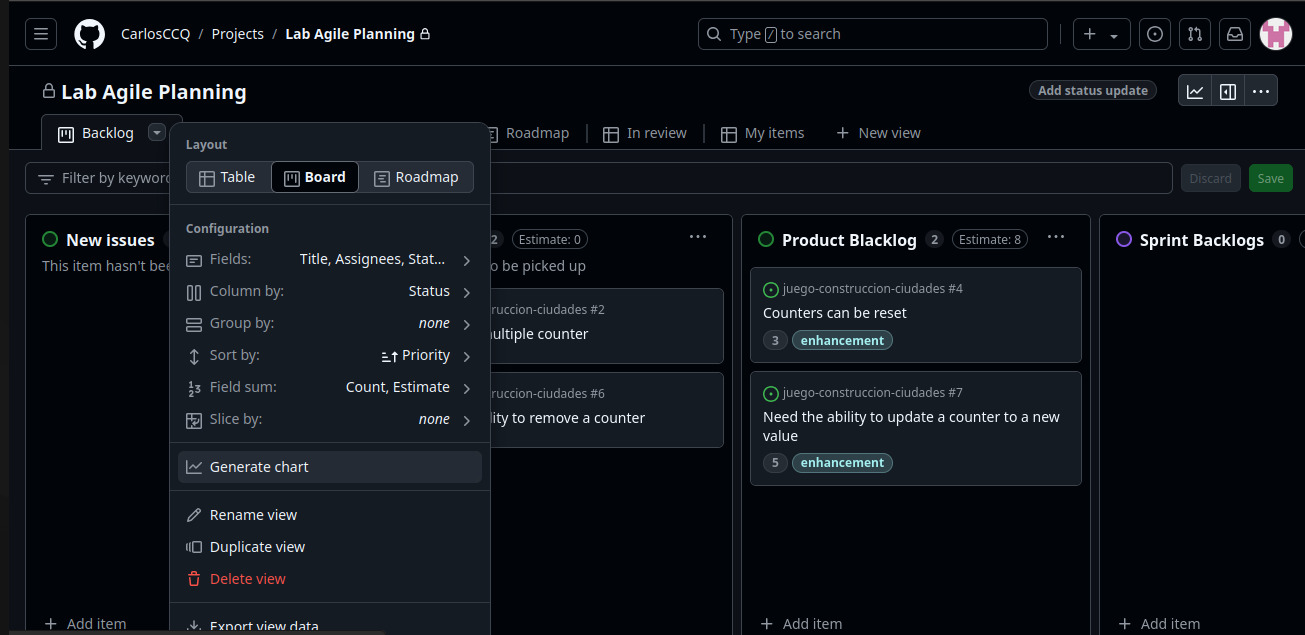 CarlosCCQ / Projects / Lab Agile Planning
Type / to search
Lab Agile Planning
Add status update
Backlog
Roadmap
In review
My items
New view
Filter by keyword
Discard
Save
Layout
Table
Board
Roadmap
Configuration
Fields: Title, Assignees, Stat...
Column by: Status
Group by: none
Sort by: Priority
Field sum: Count, Estimate
Slice by: none
Generate chart
Rename view
Duplicate view
Delete view
Export view data
New issues
This item hasn't bee
Add item
2 Estimate: 0
o be picked up
ruccion-ciudades #2
ultiple counter
ruccion-ciudades #6
lity to remove a counter
Product Blacklog 2 Estimate: 8
juego-construccion-ciudades #4
Counters can be reset
3 enhancement
juego-construccion-ciudades #7
Need the ability to update a counter to a new
value
5 enhancement
Add item
Sprint Backlogs 0
Add item